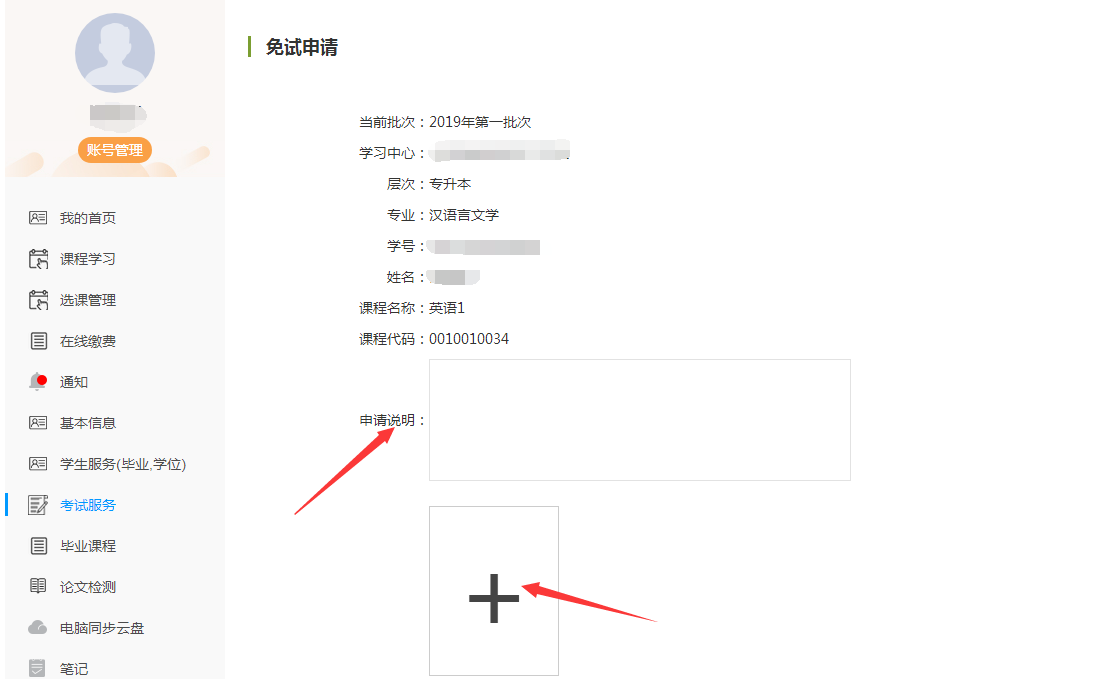 账号管理
我的首页
课程学习
选课管理
在线缴费
通知
基本信息
学生服务(毕业,学位)
考试服务
毕业课程
论文检测
电脑同步云盘
笔记
免试申请
当前批次：2019年第一批次
学习中心：
层次：专升本
专业：汉语言文学
学号：
姓名：
课程名称：英语1
课程代码：0010010034
申请说明：